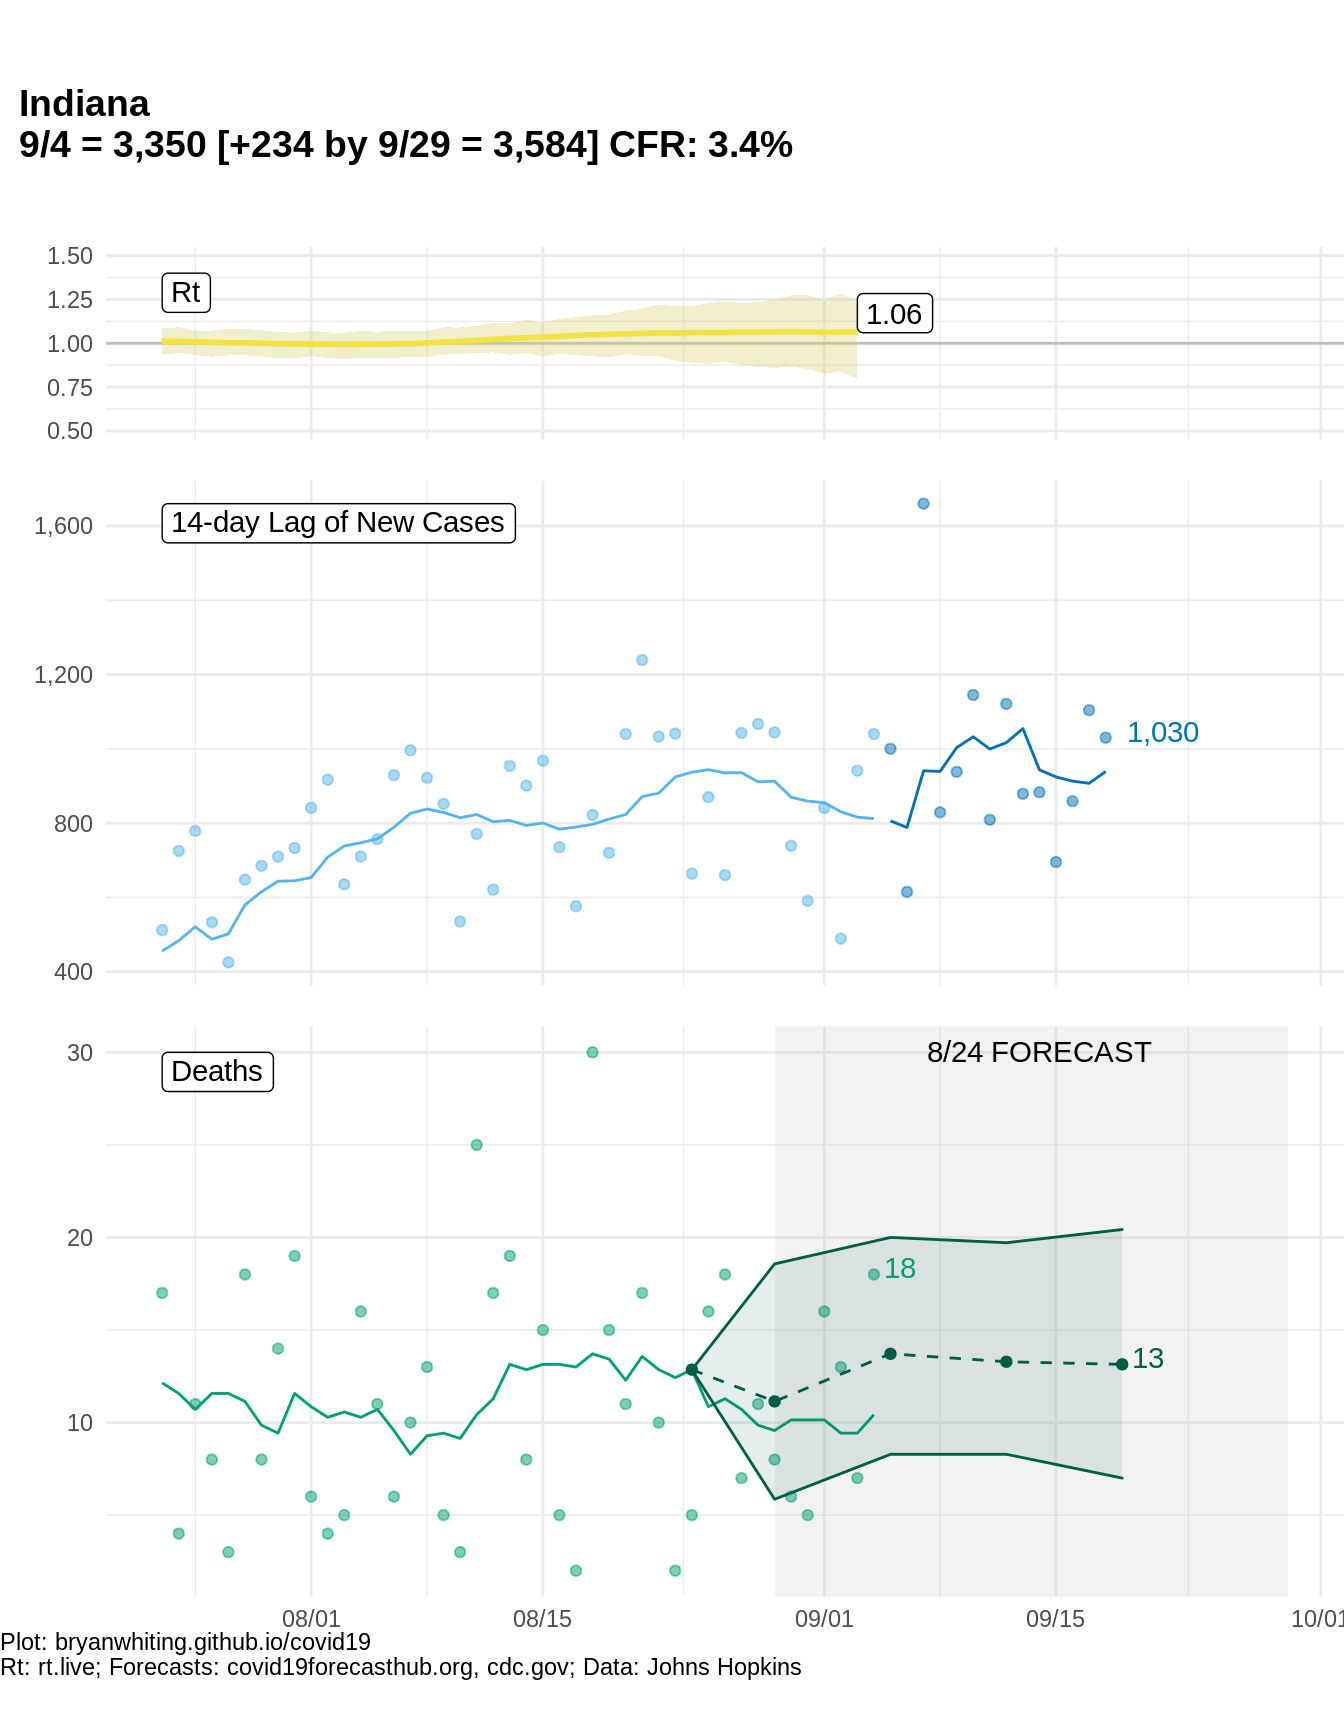 Indiana
9/4 = 3,350 [+234 by 9/29 = 3,584] CFR: 3.4%
1.50
Rt
1.25
1.06
1.00
0.75
0.50
14-day Lag of New Cases
1,600
1,200
1,030
800
400
8/24 FORECAST
30
Deaths
20
18
13
10
08/01
08/15
09/01
09/15
10/01
Plot: bryanwhiting.github.io/covid19
Rt: rt.live; Forecasts: covid19forecasthub.org, cdc.gov; Data: Johns Hopkins